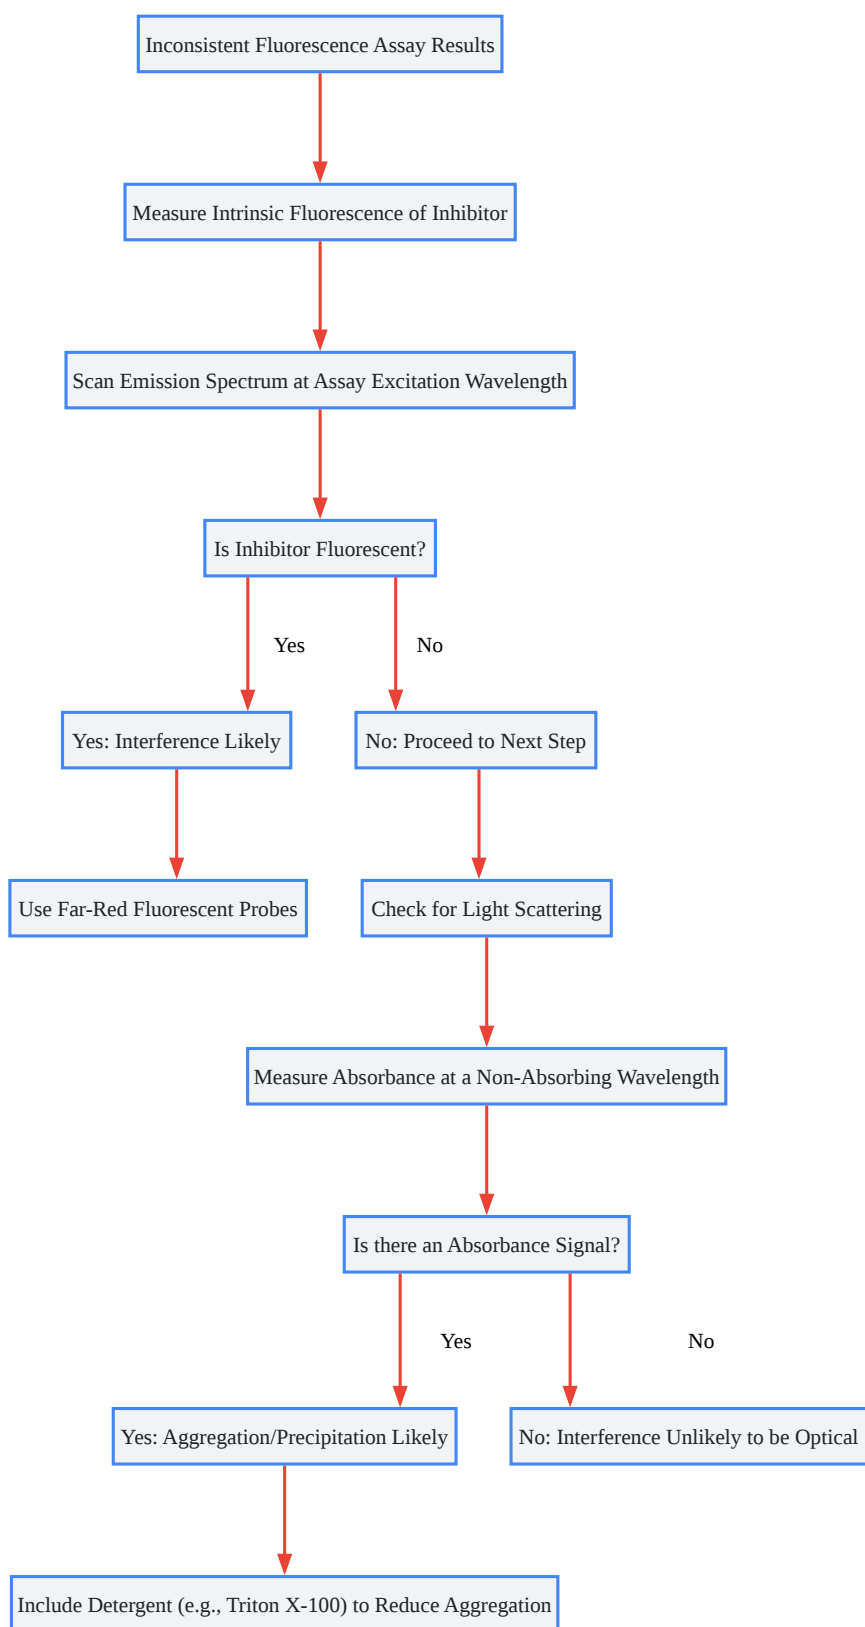 Inconsistent Fluorescence Assay Results
Measure Intrinsic Fluorescence of Inhibitor
Scan Emission Spectrum at Assay Excitation Wavelength
Is Inhibitor Fluorescent?
Yes
No
Yes: Interference Likely
No: Proceed to Next Step
Use Far-Red Fluorescent Probes
Check for Light Scattering
Measure Absorbance at a Non-Absorbing Wavelength
Is there an Absorbance Signal?
Yes
No
Yes: Aggregation/Precipitation Likely
No: Interference Unlikely to be Optical
Include Detergent (e.g., Triton X-100) to Reduce Aggregation